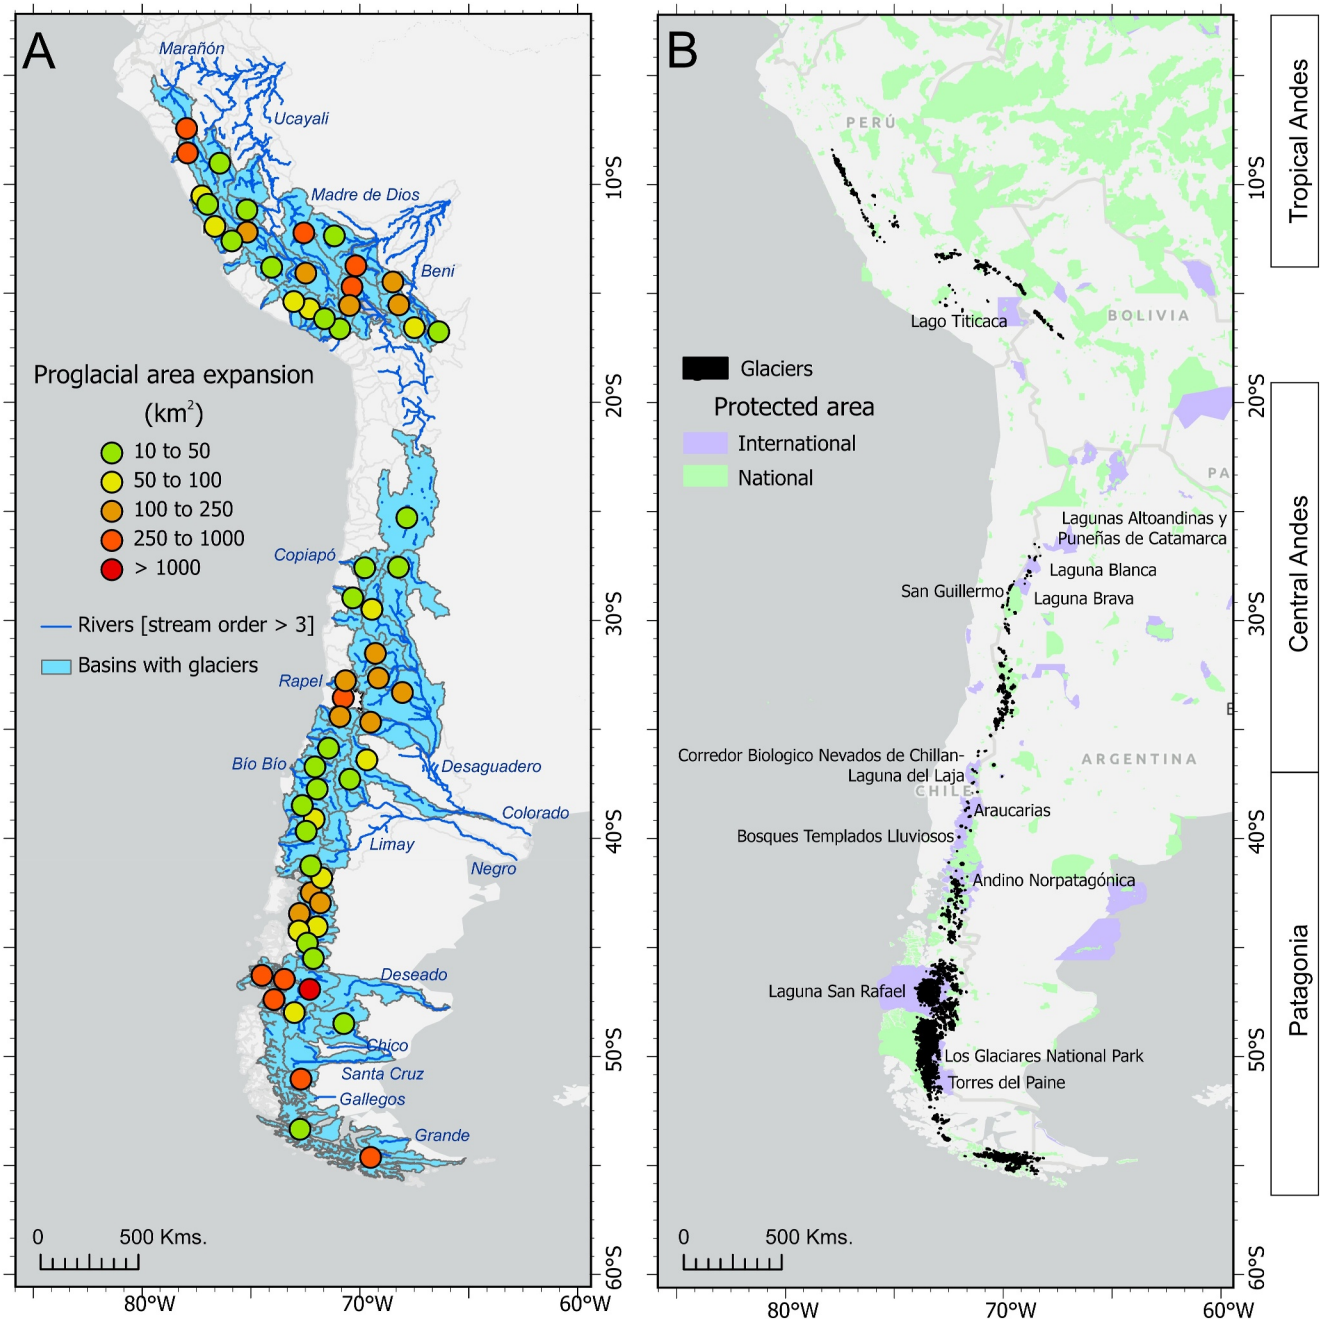 A
Marañón
Ucayali
Madre de Dios
Beni
Proglacial area expansion
(km²)
10 to 50
50 to 100
100 to 250
250 to 1000
> 1000
Rivers [stream order > 3]
Basins with glaciers
Copiapó
Rapel
Bío Bío
Desaguadero
Colorado
Limay
Negro
Deseado
Chico
Santa Cruz
Gallegos
Grande
0 500 Kms.
80°W 70°W 60°W
10°S
20°S
30°S
40°S
50°S
60°S
B
PERÚ
BOLIVIA
Lago Titicaca
Glaciers
Protected area
International
National
PA
Lagunas Altoandinas y
Puneñas de Catamarca
Laguna Blanca
San Guillermo
Laguna Brava
E
ARGENTINA
Corredor Biologico Nevados de Chillan-
Laguna del Laja
CHILE
Araucarias
Bosques Templados Lluviosos
Andino Norpatagónica
Laguna San Rafael
Los Glaciares National Park
Torres del Paine
0 500 Kms.
80°W 70°W 60°W
10°S
20°S
30°S
40°S
50°S
60°S
Tropical Andes
Central Andes
Patagonia